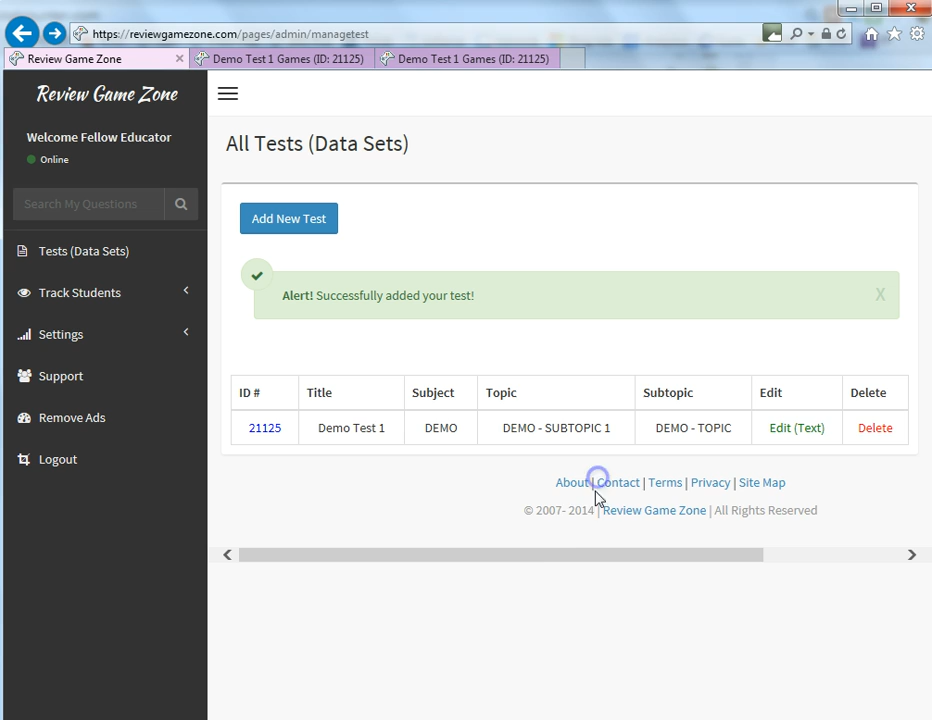 https://reviewgamezone.com/pages/admin/managetest
Review Game Zone
Demo Test 1 Games (ID: 21125)
Demo Test 1 Games (ID: 21125)
Review Game Zone
Welcome Fellow Educator
Online
Search My Questions
Tests (Data Sets)
Track Students
Settings
Support
Remove Ads
Logout
All Tests (Data Sets)
Add New Test
Alert! Successfully added your test!
X
ID # Title Subject Topic Subtopic Edit Delete
21125 Demo Test 1 DEMO DEMO - SUBTOPIC 1 DEMO - TOPIC Edit (Text) Delete
About | Contact | Terms | Privacy | Site Map
© 2007- 2014 | Review Game Zone | All Rights Reserved